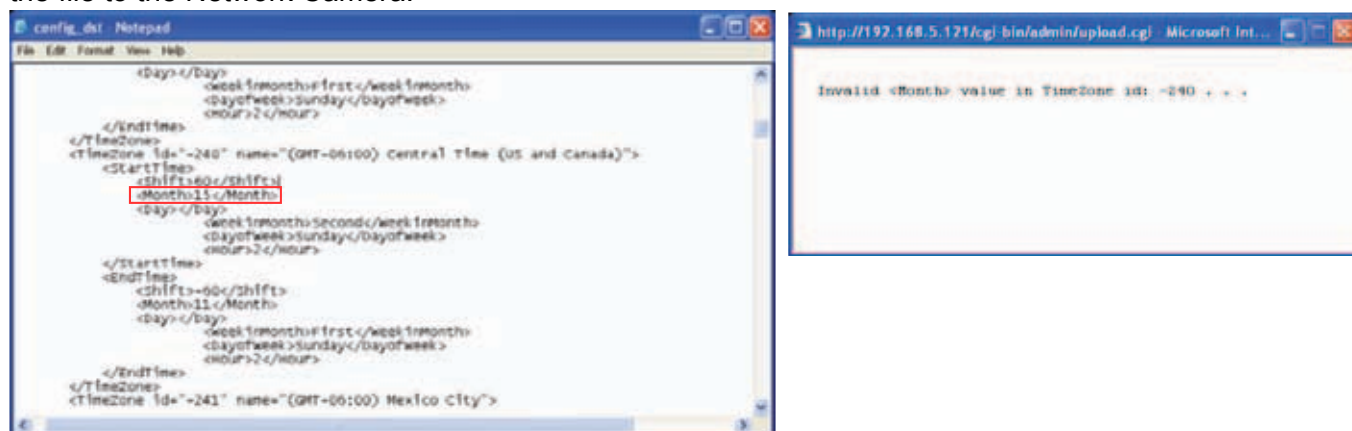 the file to the Network Camera.
config_dst - Notepad
File Edit Format View Help
<Day></Day>
<WeekInMonth>First</WeekInMonth>
<DayOfWeek>Sunday</DayOfWeek>
<Hour>2</Hour>
</EndTime>
</TimeZone>
<TimeZone id="-240" name="(GMT-06:00) Central Time (US and Canada)">
<StartTime>
<Shift>60</Shift>
<Month>15</Month>
<Day></Day>
<WeekInMonth>Second</WeekInMonth>
<DayOfWeek>Sunday</DayOfWeek>
<Hour>2</Hour>
</StartTime>
<EndTime>
<Shift>-60</Shift>
<Month>11</Month>
<Day></Day>
<WeekInMonth>First</WeekInMonth>
<DayOfWeek>Sunday</DayOfWeek>
<Hour>2</Hour>
</EndTime>
</TimeZone>
<TimeZone id="-241" name="(GMT-06:00) Mexico City">
http://192.168.5.121/cgi-bin/admin/upload.cgi - Microsoft Int...
Invalid <Month> value in TimeZone id: -240 . . .